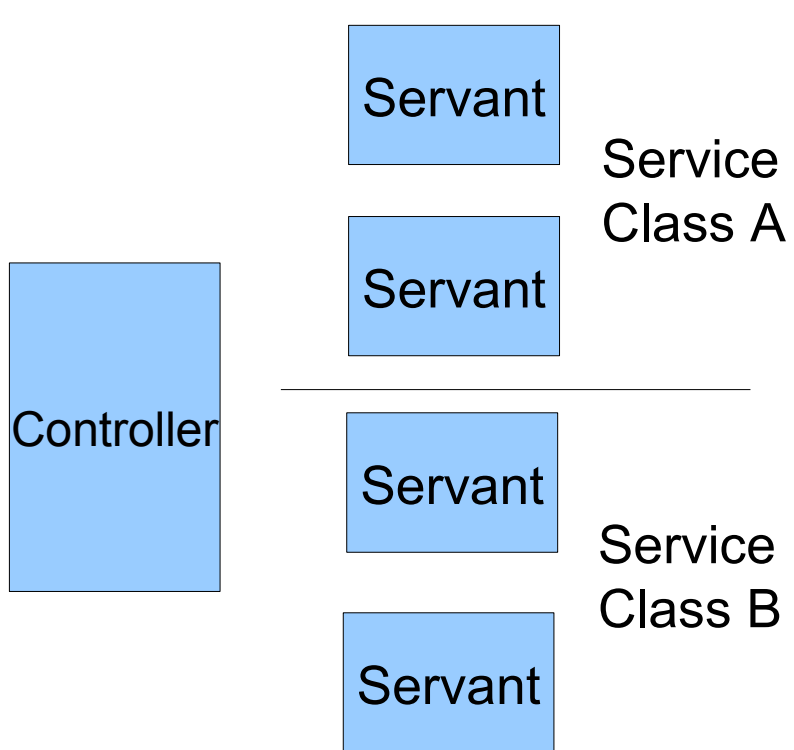 Servant
Service
Class A
Servant
Controller
Servant
Service
Class B
Servant